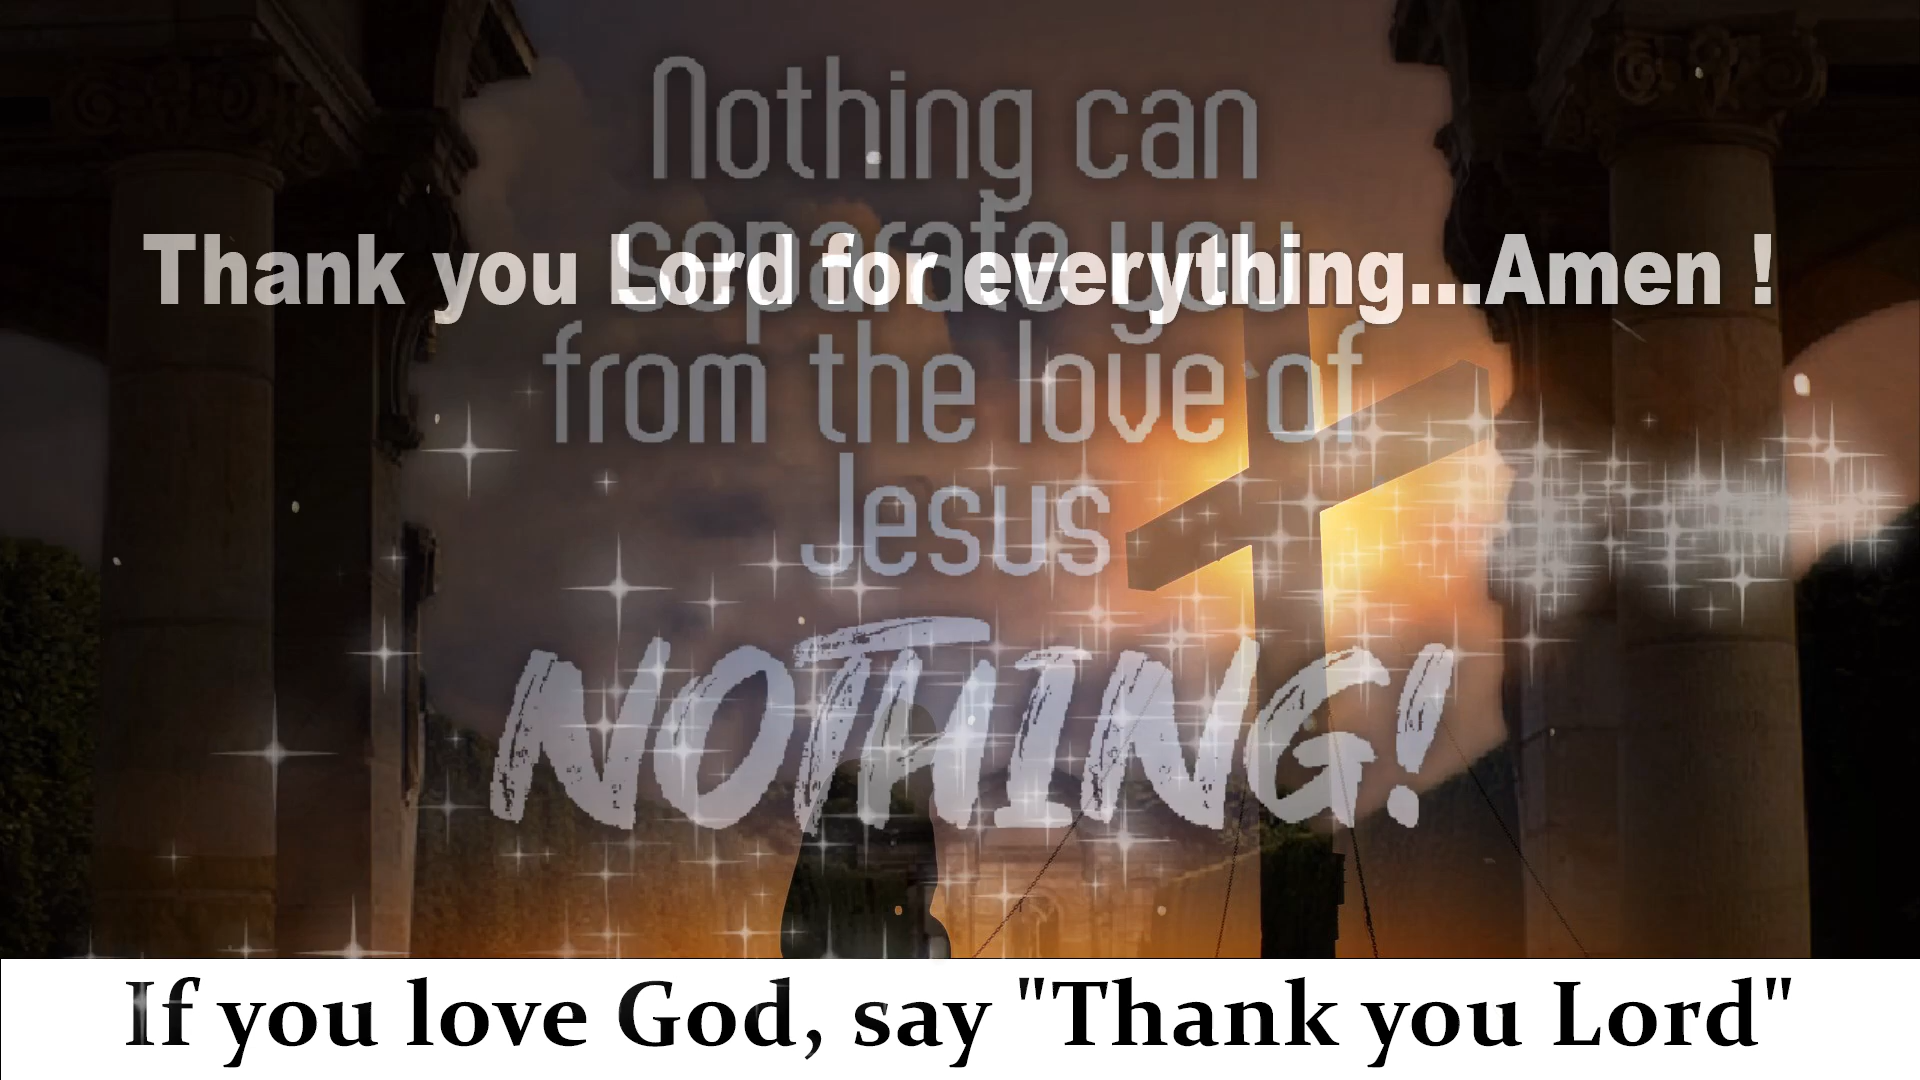 Nothing can
separate you
Thank you Lord for everything...Amen !
from the love of
Jesus
NOTHING!
If you love God, say "Thank you Lord"